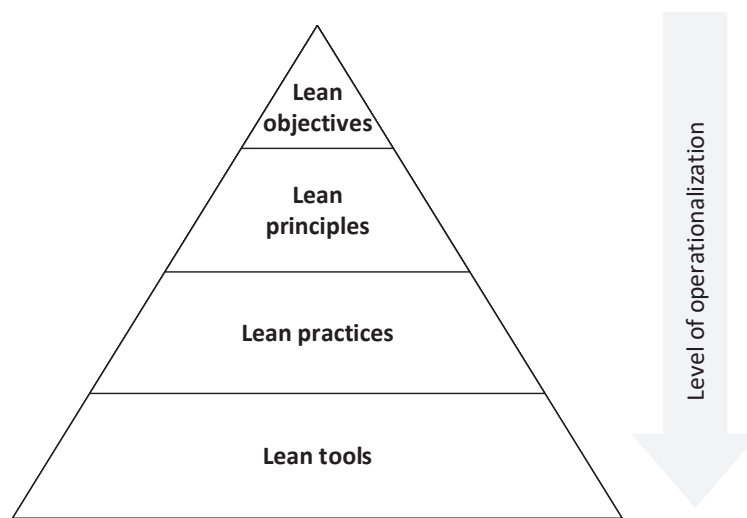 Lean
objectives
Lean
principles
Lean practices
Lean tools
Level of operationalization